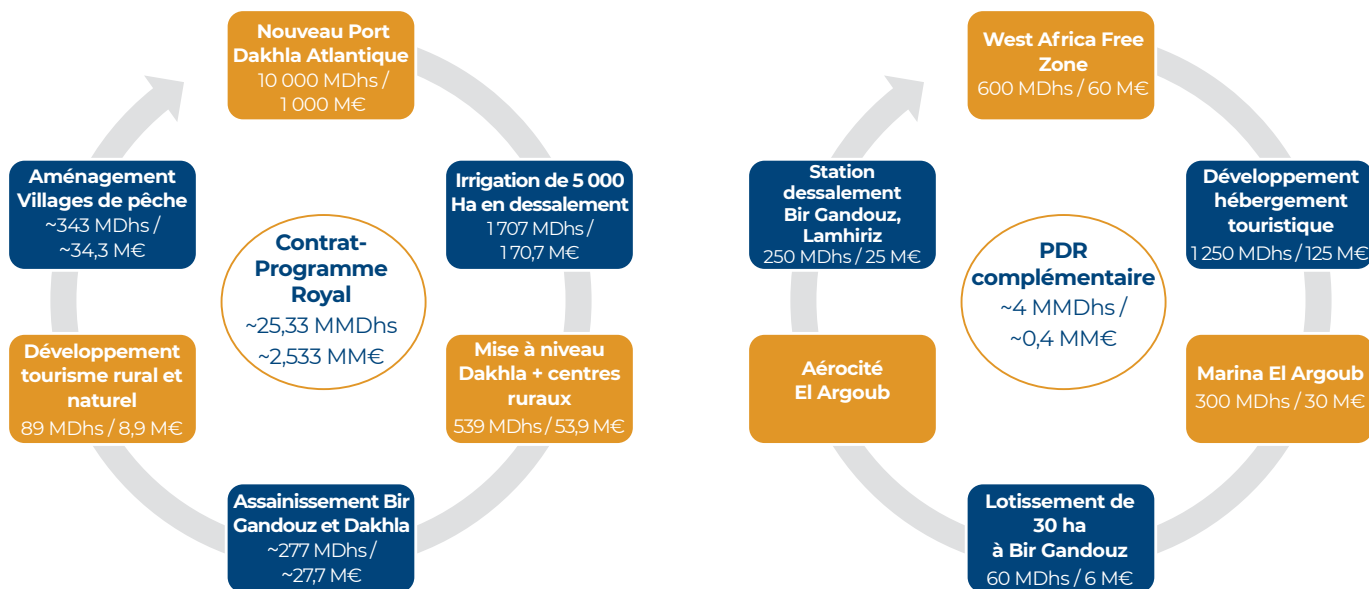 Nouveau Port
Dakhla Atlantique
10 000 MDhs /
1 000 M€
Irrigation de 5 000
Ha en dessalement
1 707 MDhs /
170,7 M€
Mise à niveau
Dakhla + centres
ruraux
539 MDhs / 53,9 M€
Assainissement Bir
Gandouz et Dakhla
~277 MDhs /
~27,7 M€
Développement
tourisme rural et
naturel
89 MDhs / 8,9 M€
Aménagement
Villages de pêche
~343 MDhs /
~34,3 M€
Contrat-
Programme
Royal
~25,33 MMDhs
~2,533 MM€
West Africa Free
Zone
600 MDhs / 60 M€
Développement
hébergement
touristique
1 250 MDhs / 125 M€
Marina El Argoub
300 MDhs / 30 M€
Lotissement de
30 ha
à Bir Gandouz
60 MDhs / 6 M€
Aérocité
El Argoub
Station
dessalement
Bir Gandouz,
Lamhiriz
250 MDhs / 25 M€
PDR
complémentaire
~4 MMDhs /
~0,4 MM€